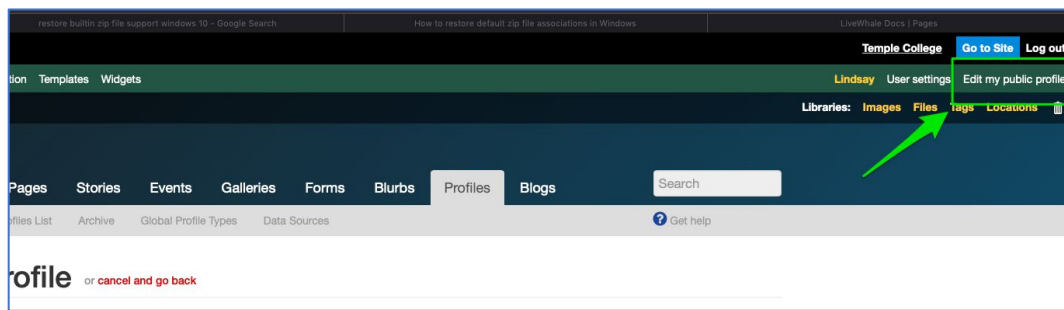 restore builtin zip file support windows 10 - Google Search How to restore default zip file associations in Windows LiveWhale Docs | Pages
Temple College Go to Site Log out
tion Templates Widgets Lindsay User settings Edit my public profile
Libraries: Images Files Tags Locations
Pages Stories Events Galleries Forms Blurbs Profiles Blogs Search
ofiles List Archive Global Profile Types Data Sources Get help
rofile or cancel and go back